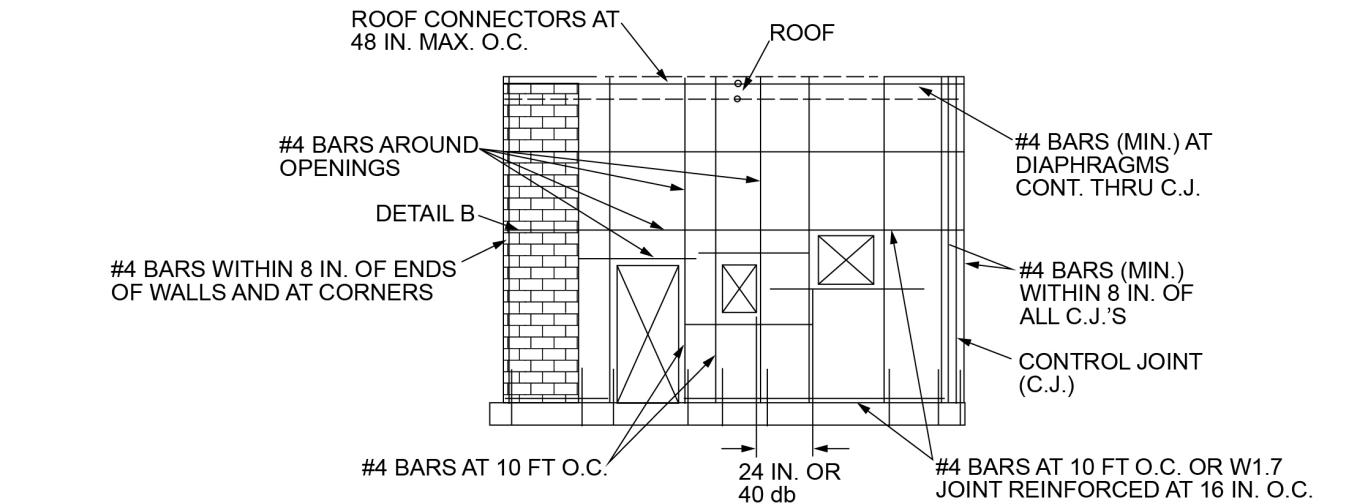 ROOF CONNECTORS AT
48 IN. MAX. O.C.
ROOF
#4 BARS AROUND
OPENINGS
#4 BARS (MIN.) AT
DIAPHRAGMS
CONT. THRU C.J.
DETAIL B
#4 BARS WITHIN 8 IN. OF ENDS
OF WALLS AND AT CORNERS
#4 BARS (MIN.)
WITHIN 8 IN. OF
ALL C.J.’S
CONTROL JOINT
(C.J.)
#4 BARS AT 10 FT O.C.
24 IN. OR
40 db
#4 BARS AT 10 FT O.C. OR W1.7
JOINT REINFORCED AT 16 IN. O.C.